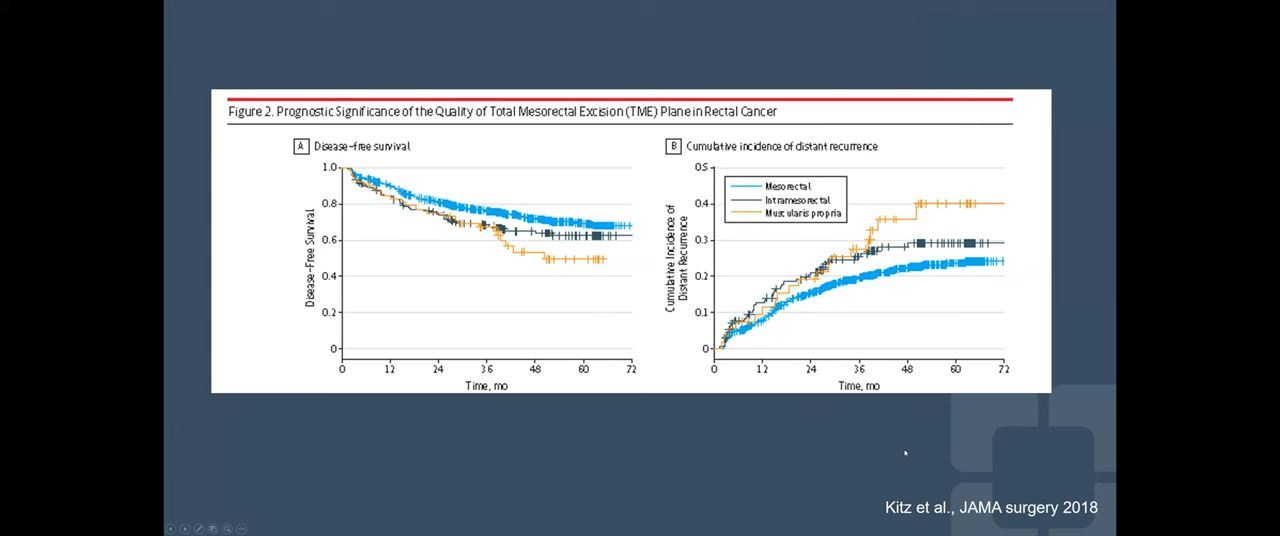 Figure 2. Prognostic Significance of the Quality of Total Mesorectal Excision (TME) Plane in Rectal Cancer
A Disease-free survival
1.0
0.8
0.6
0.4
0.2
0
Disease-Free Survival
0 12 24 36 48 60 72
Time, mo
B Cumulative incidence of distant recurrence
0.5
0.4
0.3
0.2
0.1
0
Cumulative Incidence of
Distant Recurrence
Mesorectal
Intramesorectal
Muscularis propria
0 12 24 36 48 60 72
Time, mo
Kitz et al., JAMA surgery 2018